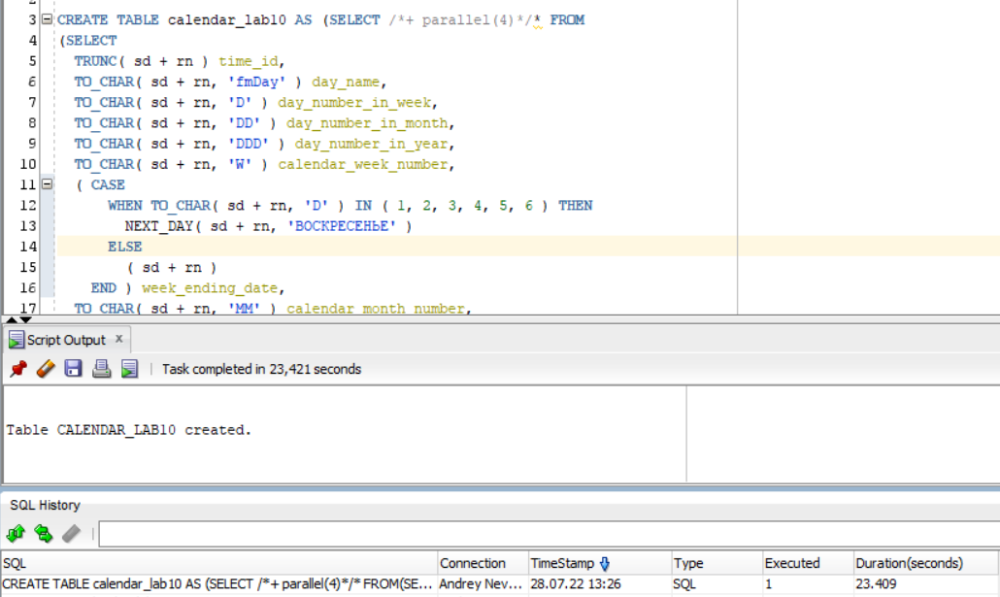 3 CREATE TABLE calendar_lab10 AS (SELECT /*+ parallel(4)*/* FROM
4 (SELECT
5 TRUNC( sd + rn ) time_id,
6 TO_CHAR( sd + rn, 'fmDay' ) day_name,
7 TO_CHAR( sd + rn, 'D' ) day_number_in_week,
8 TO_CHAR( sd + rn, 'DD' ) day_number_in_month,
9 TO_CHAR( sd + rn, 'DDD' ) day_number_in_year,
10 TO_CHAR( sd + rn, 'W' ) calendar_week_number,
11 ( CASE
12 WHEN TO_CHAR( sd + rn, 'D' ) IN ( 1, 2, 3, 4, 5, 6 ) THEN
13 NEXT_DAY( sd + rn, 'ВОСКРЕСЕНЬЕ' )
14 ELSE
15 ( sd + rn )
16 END ) week_ending_date,
17 TO_CHAR( sd + rn, 'MM' ) calendar_month_number,
Script Output x
Task completed in 23,421 seconds
Table CALENDAR_LAB10 created.
SQL History
SQL Connection TimeStamp Type Executed Duration(seconds)
CREATE TABLE calendar_lab10 AS (SELECT /*+ parallel(4)*/* FROM(SE... Andrey Nev... 28.07.22 13:26 SQL 1 23.409